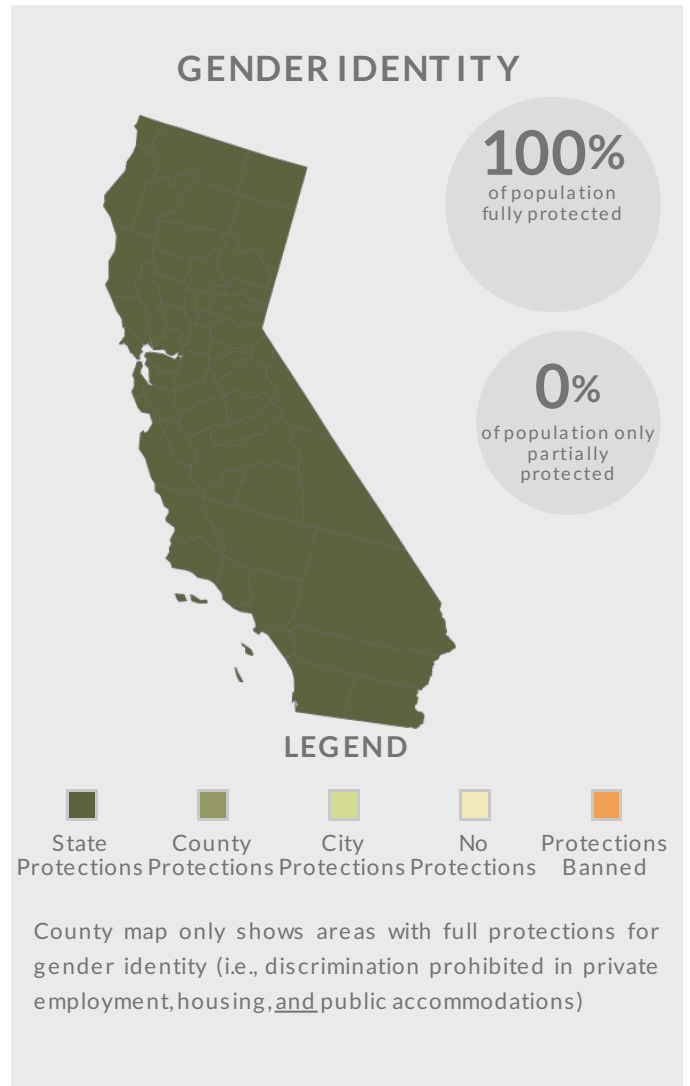 GENDER IDENTITY
100%
of population
fully protected
0%
of population only
partially
protected
LEGEND
State
Protections
County
Protections
City
Protections
No
Protections
Protections
Banned
County map only shows areas with full protections for
gender identity (i.e., discrimination prohibited in private
employment, housing, and public accommodations)